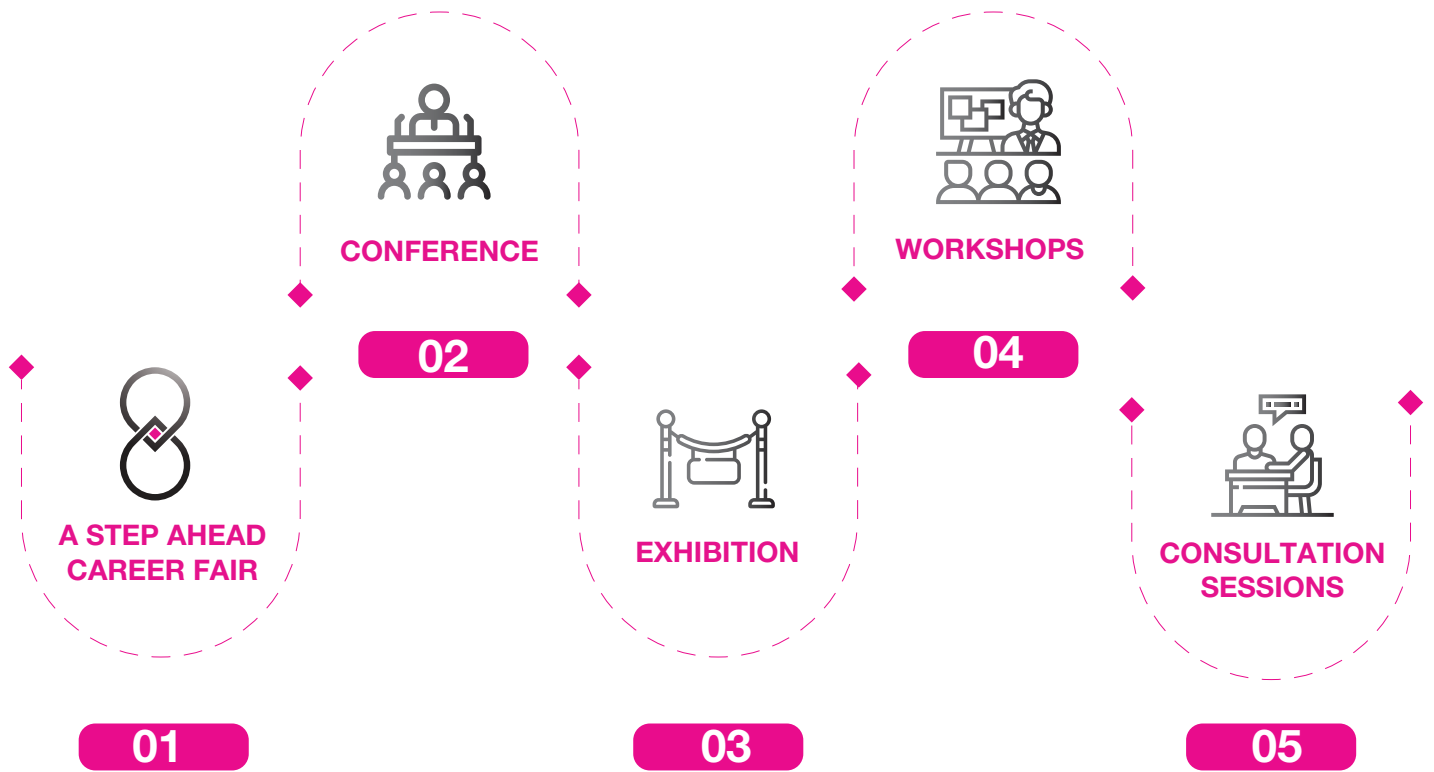 A STEP AHEAD
CAREER FAIR
01
CONFERENCE
02
EXHIBITION
03
WORKSHOPS
04
CONSULTATION
SESSIONS
05